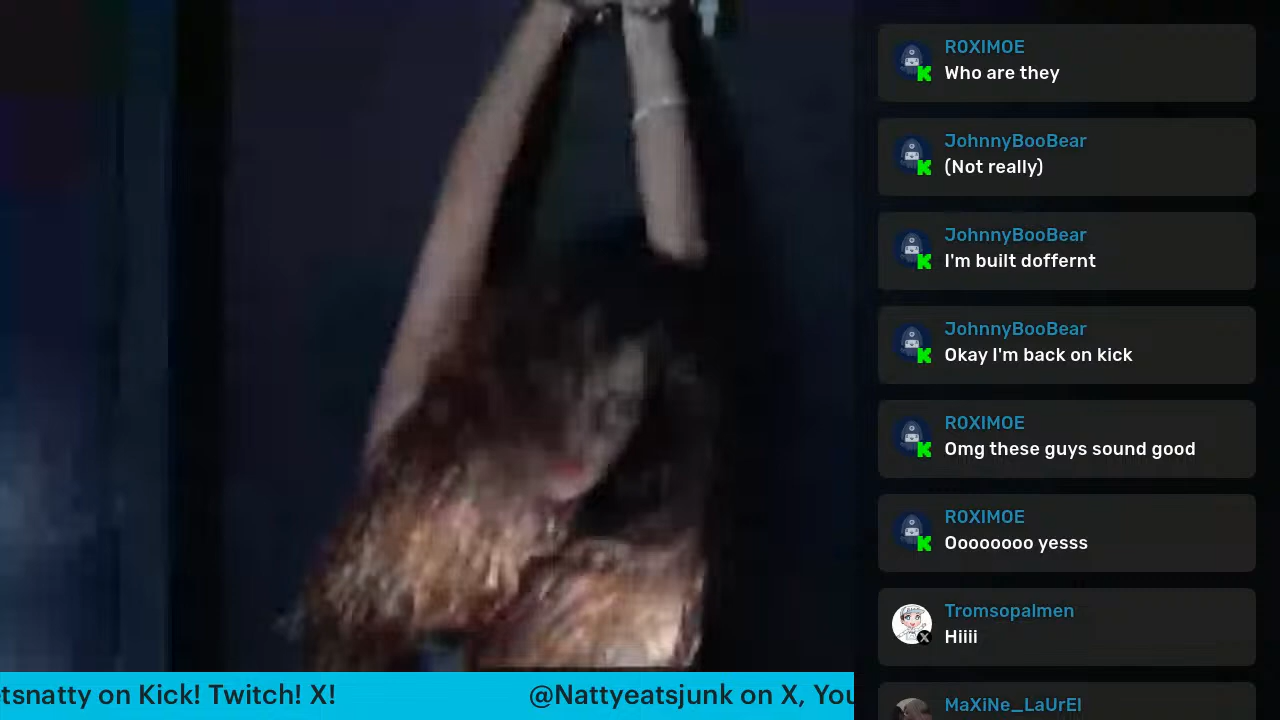 R0XIMOE
Who are they
JohnnyBooBear
(Not really)
JohnnyBooBear
I'm built doffernt
JohnnyBooBear
Okay I'm back on kick
R0XIMOE
Omg these guys sound good
R0XIMOE
Oooooooo yesss
Tromsopalmen
Hiiii
MaXiNe_LaUrEl
etsnatty on Kick! Twitch! X!
@Nattyeatsjunk on X, You